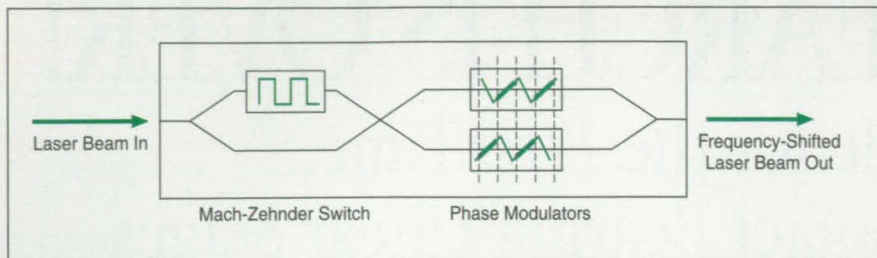 Laser Beam In
Frequency-Shifted
Laser Beam Out
Mach-Zehnder Switch
Phase Modulators